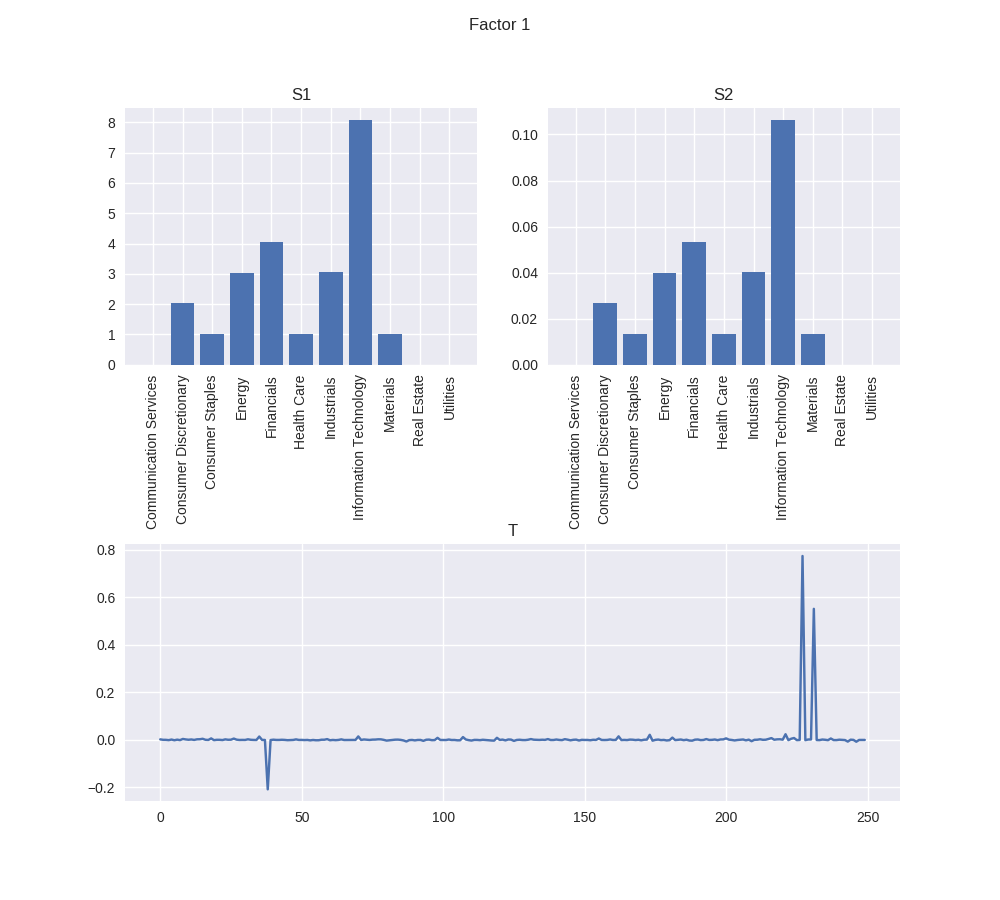 Factor 1
S1
8
7
6
5
4
3
2
1
0
Communication Services
Consumer Discretionary
Consumer Staples
Energy
Financials
Health Care
Industrials
Information Technology
Materials
Real Estate
Utilities
S2
0.10
0.08
0.06
0.04
0.02
0.00
Communication Services
Consumer Discretionary
Consumer Staples
Energy
Financials
Health Care
Industrials
Information Technology
Materials
Real Estate
Utilities
T
0.8
0.6
0.4
0.2
0.0
−0.2
0 50 100 150 200 250